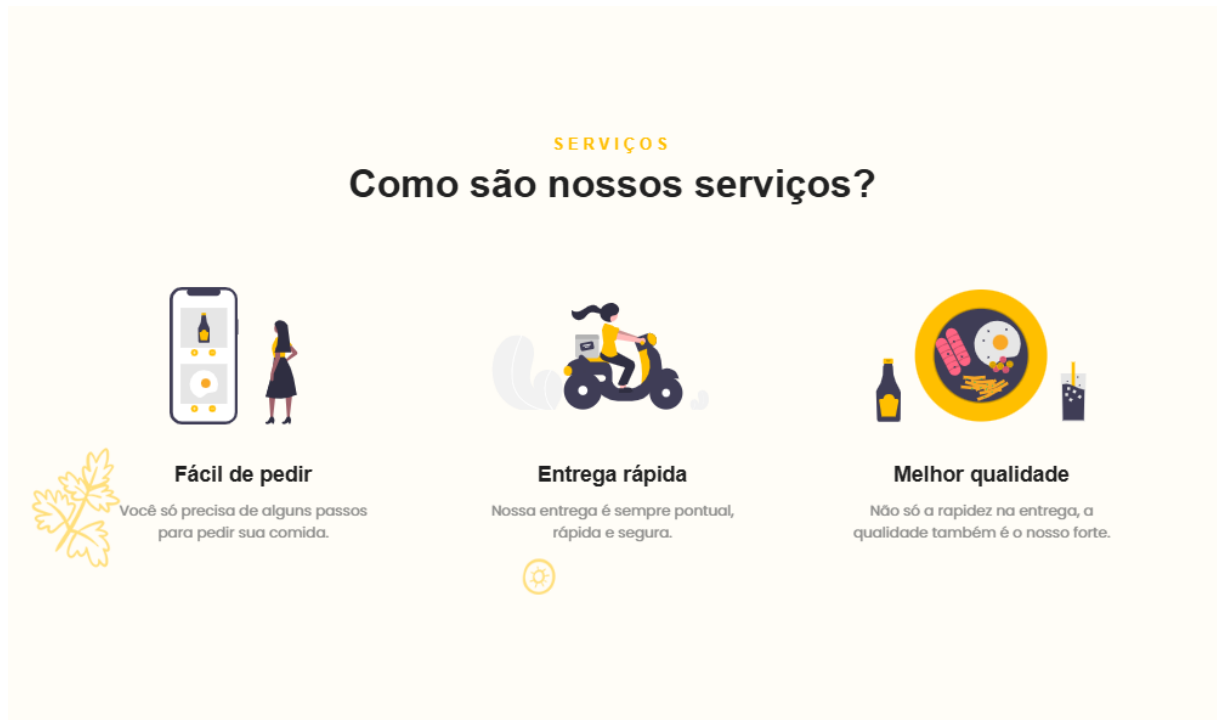 SERVIÇOS
Como são nossos serviços?
Fácil de pedir
Você só precisa de alguns passos
para pedir sua comida.
Entrega rápida
Nossa entrega é sempre pontual,
rápida e segura.
Melhor qualidade
Não só a rapidez na entrega, a
qualidade também é o nosso forte.